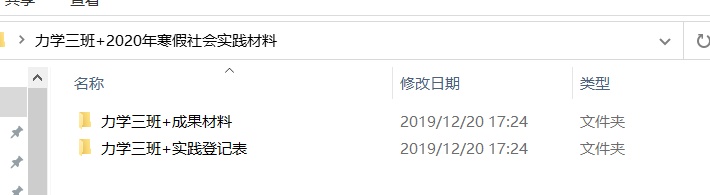 共享 查看
力学三班+2020年寒假社会实践材料
名称 修改日期 类型
力学三班+成果材料 2019/12/20 17:24 文件夹
力学三班+实践登记表 2019/12/20 17:24 文件夹